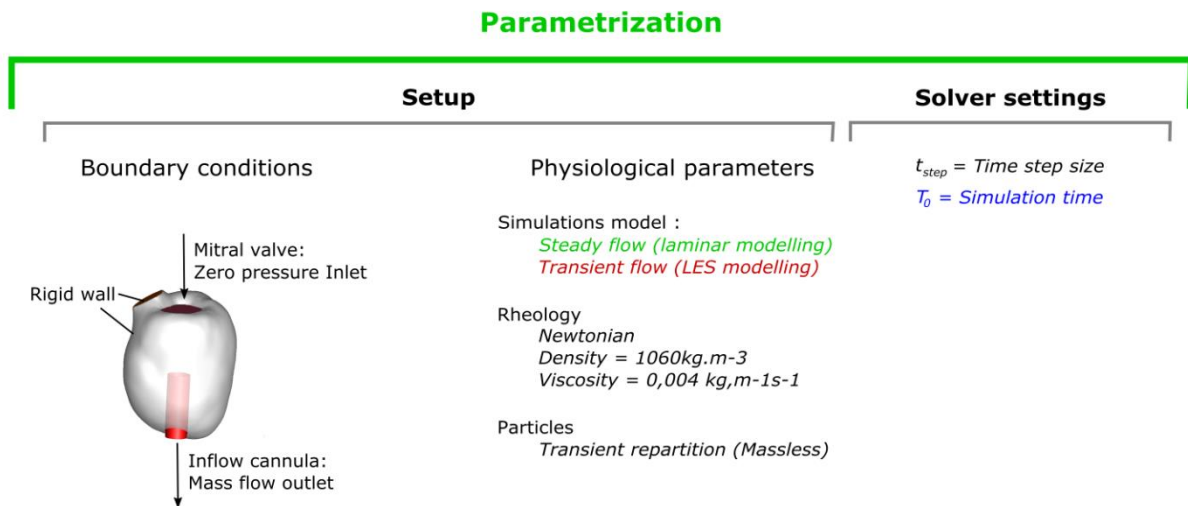 Parametrization
Setup
Solver settings
Boundary conditions
Mitral valve:
Zero pressure Inlet
Rigid wall
Inflow cannula:
Mass flow outlet
Physiological parameters
Simulations model :
Steady flow (laminar modelling)
Transient flow (LES modelling)
Rheology
Newtonian
Density = 1060kg.m-3
Viscosity = 0,004 kg,m-1s-1
Particles
Transient repartition (Massless)
tstep = Time step size
T0 = Simulation time